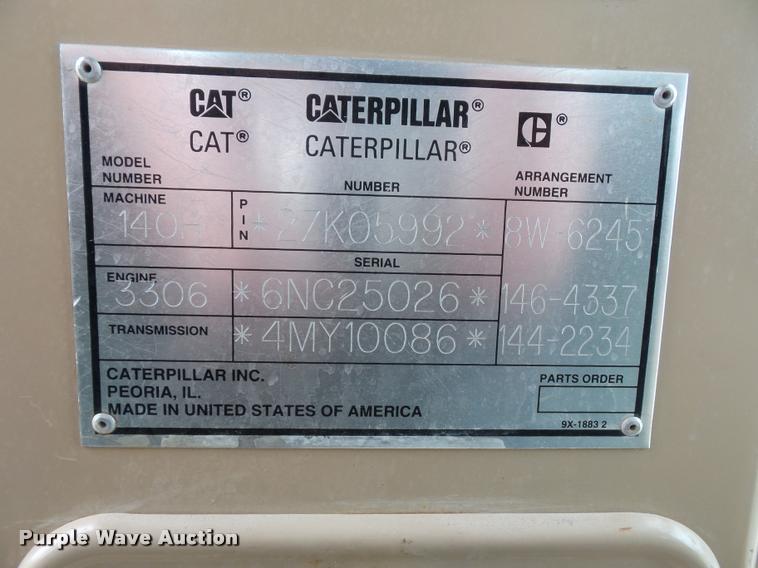 CAT® CATERPILLAR® ®
CAT® CATERPILLAR®
MODEL NUMBER NUMBER ARRANGEMENT NUMBER
MACHINE 140H PIN *2ZK05992* 8W-6245
SERIAL
ENGINE 3306 *6NC25026* 146-4337
TRANSMISSION *4MY10086* 144-2234
CATERPILLAR INC. PARTS ORDER
PEORIA, IL.
MADE IN UNITED STATES OF AMERICA
9X-1883 2
Purple Wave Auction